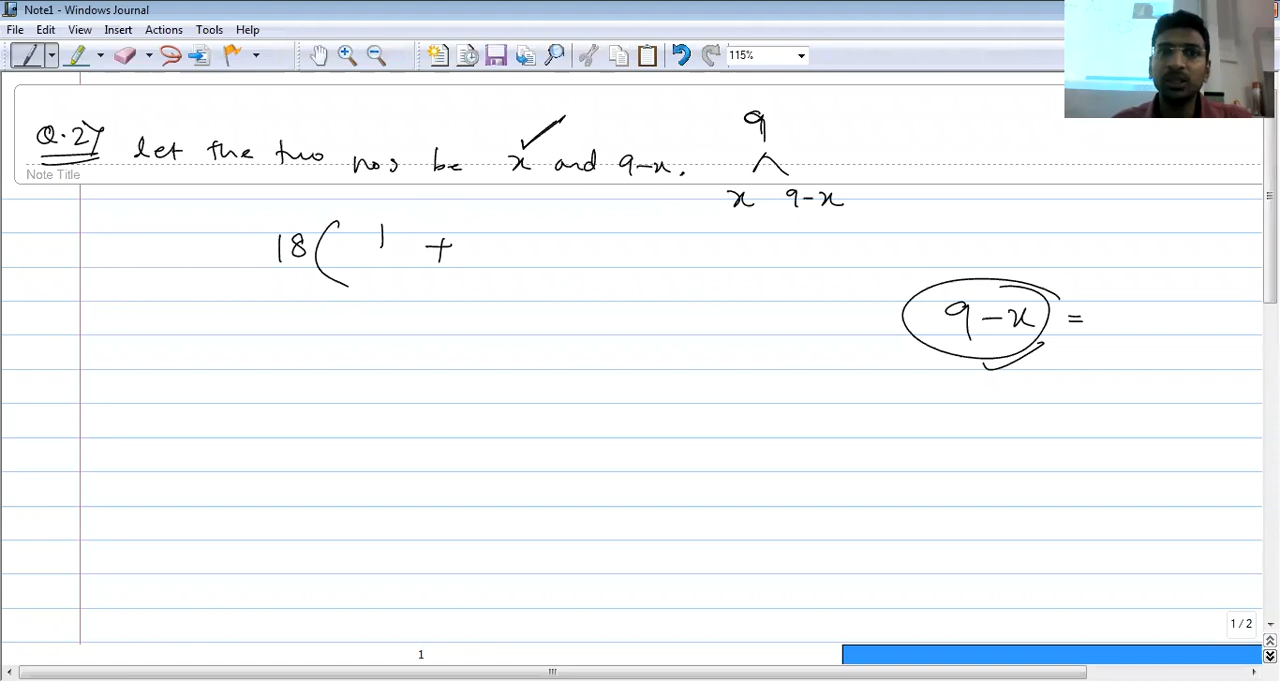 Note1 - Windows Journal
File Edit View Insert Actions Tools Help
115%
Q.27 let the two nos be x and 9-x.
9
x 9-x
Note Title
18( 1 +
9-x =
1 / 2
1